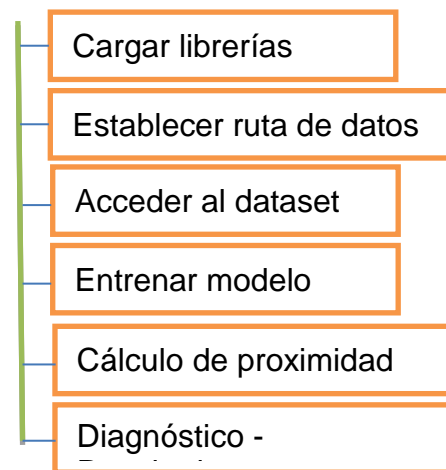 Cargar librerías
Establecer ruta de datos
Acceder al dataset
Entrenar modelo
Cálculo de proximidad
Diagnóstico -